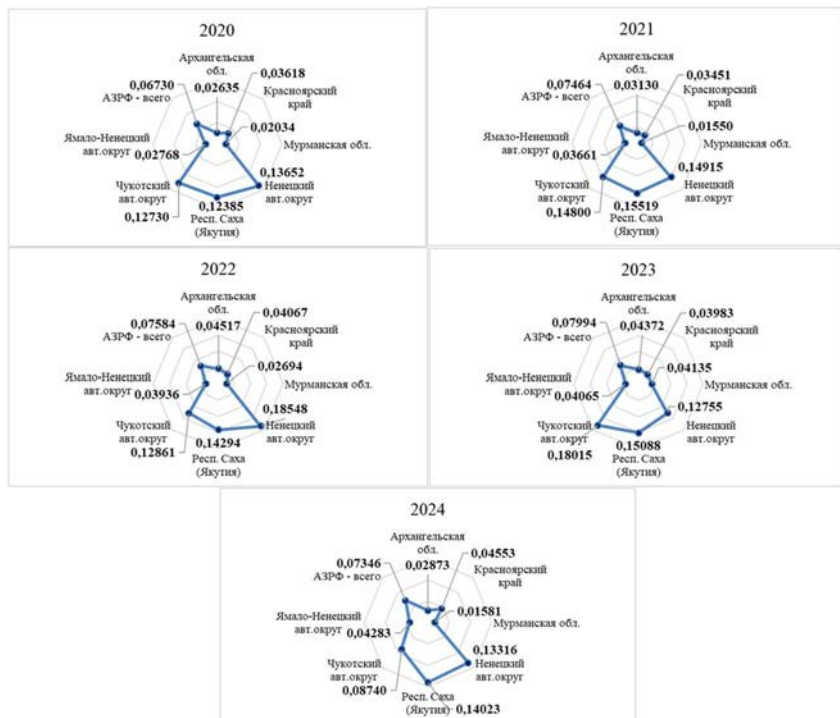 2020
Архангельская
обл.
0,02635
0,03618
Красноярский
край
0,02034
Мурманская обл.
0,13652
Ненецкий
авт.округ
0,12385
Респ. Саха
(Якутия)
Чукотский
авт.округ
0,12730
Ямало-Ненецкий
авт.округ
0,02768
0,06730
АЗРФ - всего
2021
Архангельская
обл.
0,03130
0,03451
Красноярский
край
0,01550
Мурманская обл.
0,14915
Ненецкий
авт.округ
0,15519
Респ. Саха
(Якутия)
Чукотский
авт.округ
0,14800
Ямало-Ненецкий
авт.округ
0,03661
0,07464
АЗРФ - всего
2022
Архангельская
обл.
0,04517
0,04067
Красноярский
край
0,02694
Мурманская обл.
0,18548
Ненецкий
авт.округ
0,14294
Респ. Саха
(Якутия)
Чукотский
авт.округ
0,12861
Ямало-Ненецкий
авт.округ
0,03936
0,07584
АЗРФ - всего
2023
Архангельская
обл.
0,04372
0,03983
Красноярский
край
0,04135
Мурманская обл.
0,12755
Ненецкий
авт.округ
0,15088
Респ. Саха
(Якутия)
Чукотский
авт.округ
0,18015
Ямало-Ненецкий
авт.округ
0,04065
0,07994
АЗРФ - всего
2024
Архангельская
обл.
0,02873
0,04553
Красноярский
край
0,01581
Мурманская обл.
0,13316
Ненецкий
авт.округ
Респ. Саха
(Якутия)
0,14023
Чукотский
авт.округ
0,08740
Ямало-Ненецкий
авт.округ
0,04283
0,07346
АЗРФ - всего